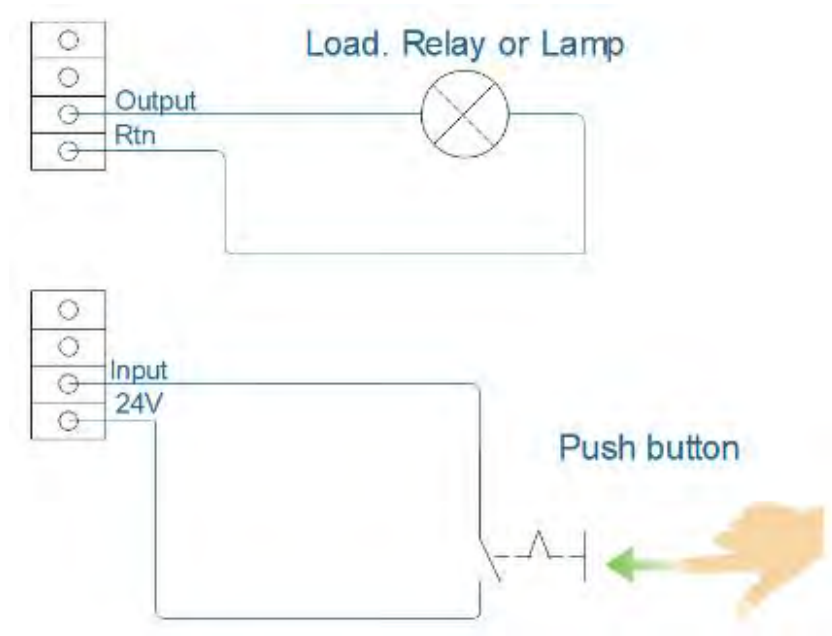 Load. Relay or Lamp
Output
Rtn
Input
24V
Push button